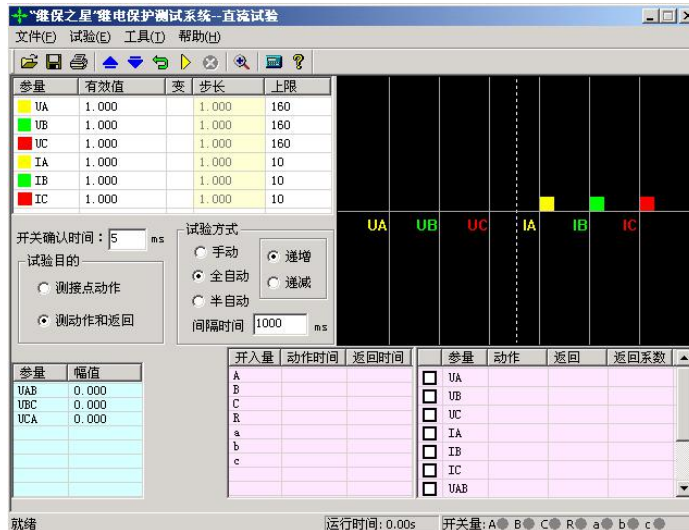 "继保之星"继电保护测试系统--直流试验
文件(F) 试验(E) 工具(T) 帮助(H)
参量 有效值 变 步长 上限
UA 1.000 1.000 160
UB 1.000 1.000 160
UC 1.000 1.000 160
IA 1.000 1.000 10
IB 1.000 1.000 10
IC 1.000 1.000 10
UA UB UC IA IB IC
开关确认时间：5 ms
试验目的
测接点动作
测动作和返回
试验方式
手动
全自动
半自动
递增
递减
间隔时间 1000 ms
参量 幅值
UAB 0.000
UBC 0.000
UCA 0.000
开入量 动作时间 返回时间
A
B
C
R
a
b
c
参量 动作 返回 返回系数
UA
UB
UC
IA
IB
IC
UAB
就绪 运行时间: 0.00s 开关量: A B C R a b c